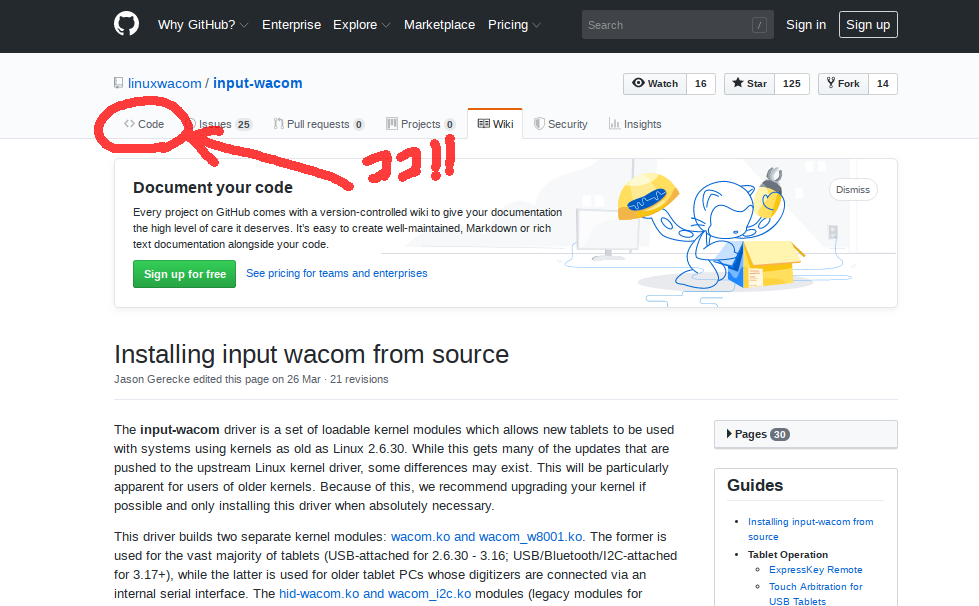 Why GitHub? Enterprise Explore Marketplace Pricing Search / Sign in Sign up
linuxwacom / input-wacom Watch 16 Star 125 Fork 14
Code Issues 25 Pull requests 0 Projects 0 Wiki Security Insights
ココ!!
Document your code
Dismiss
Every project on GitHub comes with a version-controlled wiki to give your documentation
the high level of care it deserves. It's easy to create well-maintained, Markdown or rich
text documentation alongside your code.
Sign up for free See pricing for teams and enterprises
Installing input wacom from source
Jason Gerecke edited this page on 26 Mar · 21 revisions
The input-wacom driver is a set of loadable kernel modules which allows new tablets to be used
with systems using kernels as old as Linux 2.6.30. While this gets many of the updates that are
pushed to the upstream Linux kernel driver, some differences may exist. This will be particularly
apparent for users of older kernels. Because of this, we recommend upgrading your kernel if
possible and only installing this driver when absolutely necessary.
This driver builds two separate kernel modules: wacom.ko and wacom_w8001.ko. The former is
used for the vast majority of tablets (USB-attached for 2.6.30 - 3.16; USB/Bluetooth/I2C-attached
for 3.17+), while the latter is used for older tablet PCs whose digitizers are connected via an
internal serial interface. The hid-wacom.ko and wacom_i2c.ko modules (legacy modules for
Pages 30
Guides
Installing input-wacom from
source
Tablet Operation
ExpressKey Remote
Touch Arbitration for
USB Tablets